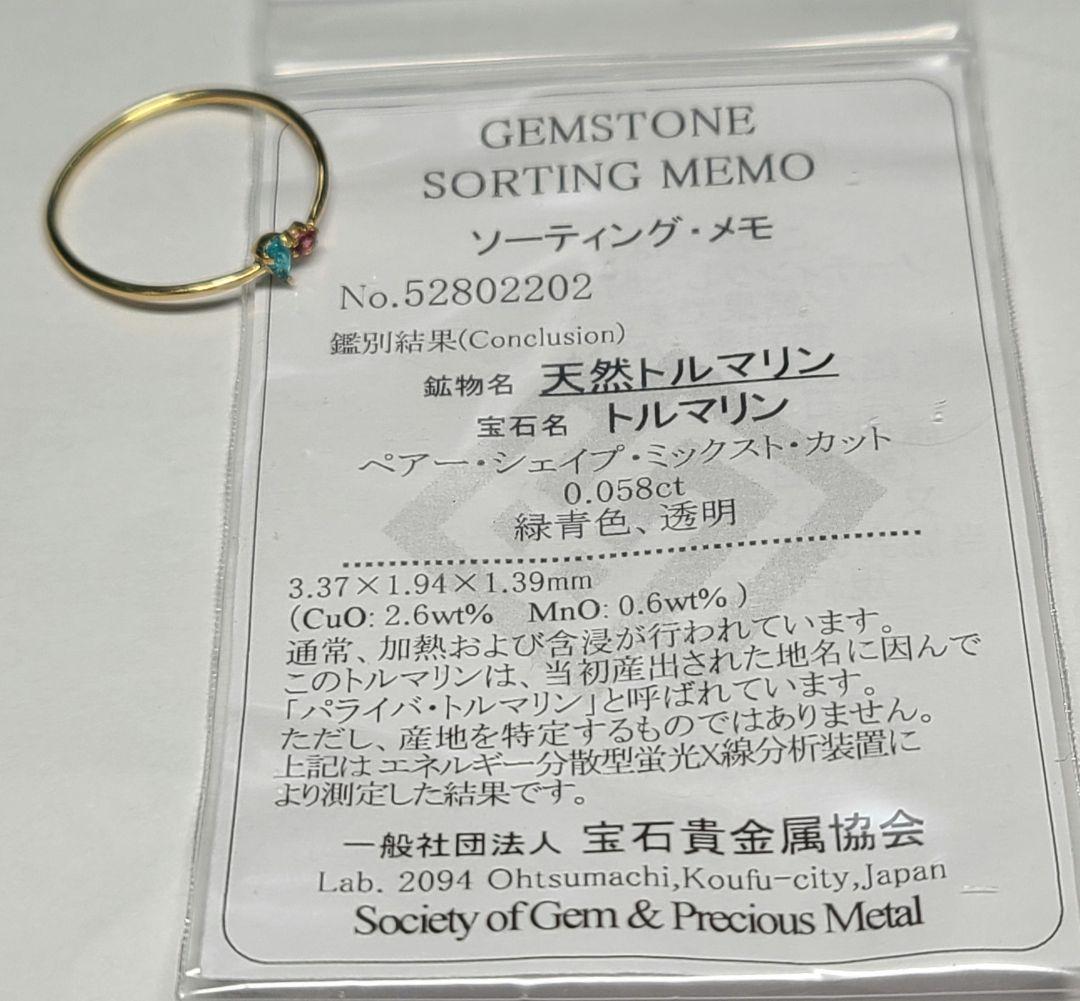 GEMSTONE
SORTING MEMO
ソーティング・メモ
No.52802202
鑑別結果(Conclusion)
鉱物名 天然トルマリン
宝石名 トルマリン
ペアー・シェイプ・ミックスト・カット
0.058ct
緑青色、透明
3.37×1.94×1.39mm
(CuO: 2.6wt% MnO: 0.6wt% )
通常、加熱および含浸が行われています。
このトルマリンは、当初産出された地名に因んで
「パライバ・トルマリン」と呼ばれています。
ただし、産地を特定するものではありません。
上記はエネルギー分散型蛍光X線分析装置に
より測定した結果です。
一般社団法人 宝石貴金属協会
Lab. 2094 Ohtsumachi,Koufu-city,Japan
Society of Gem & Precious Metal